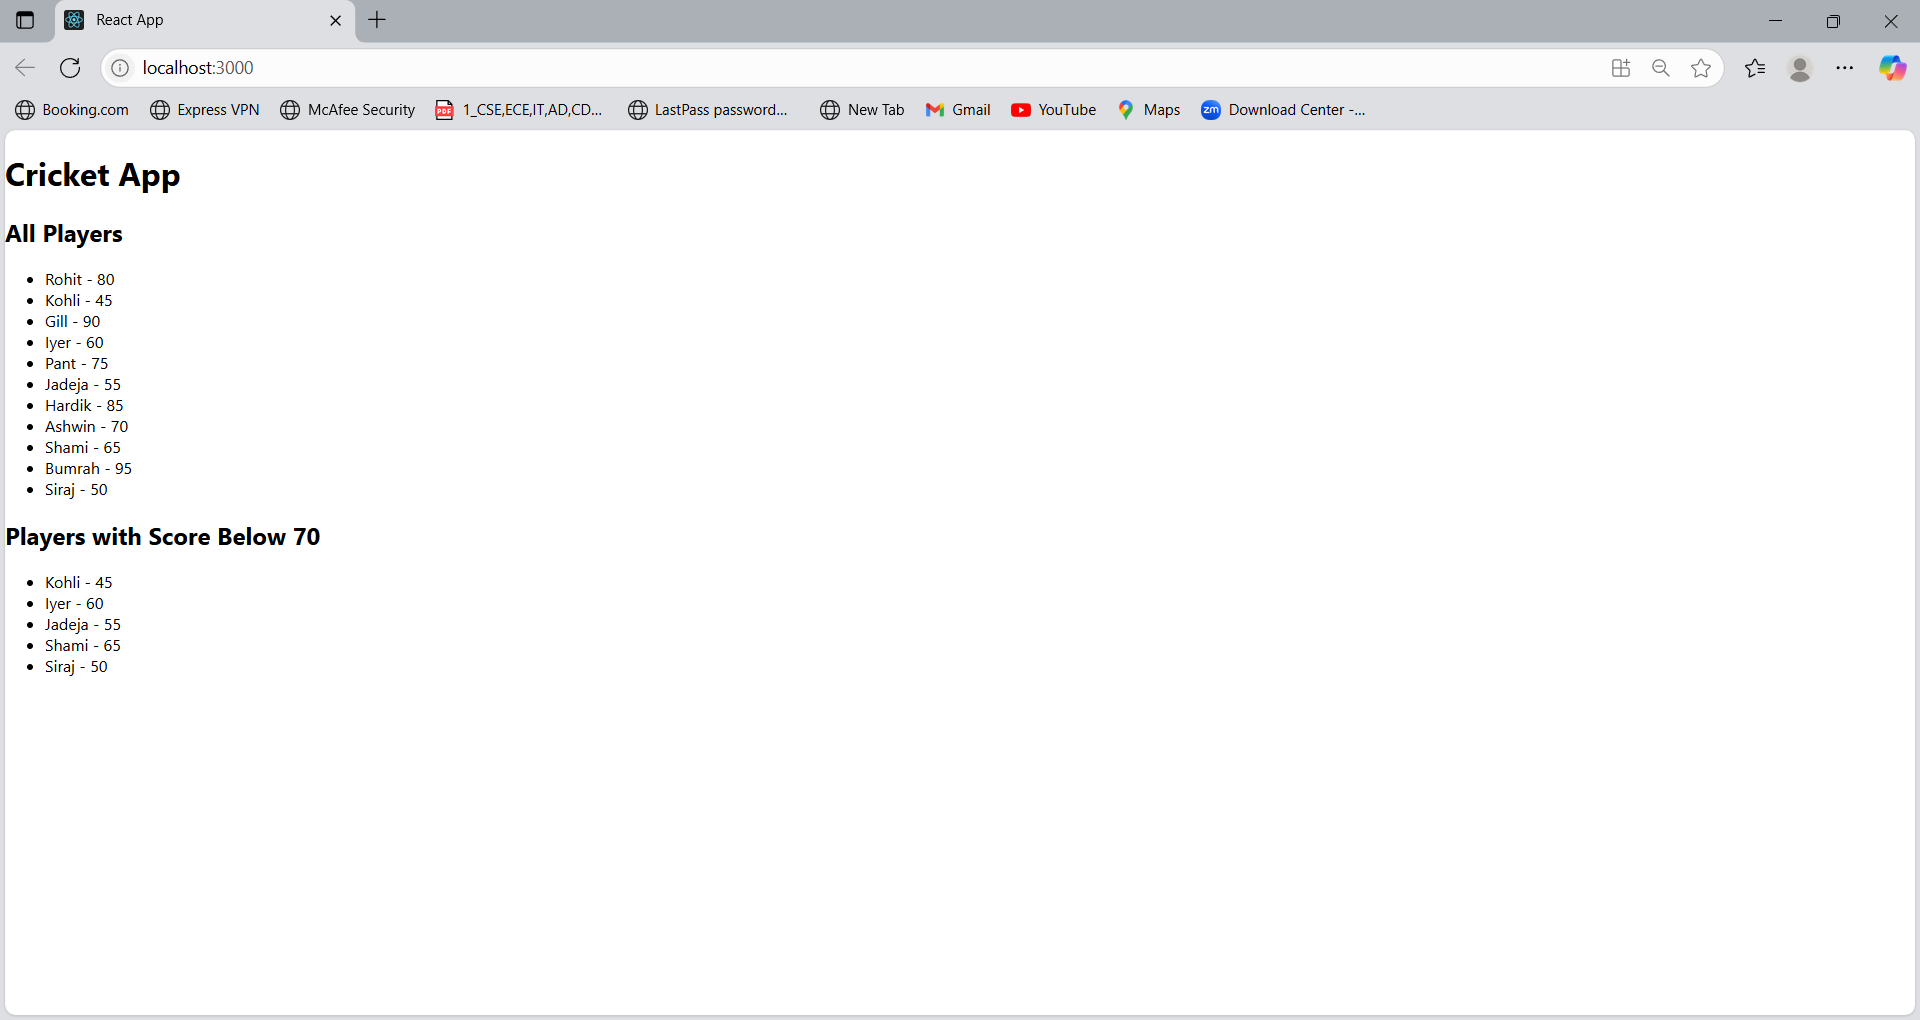 React App
localhost:3000
Booking.com Express VPN McAfee Security PDF 1_CSE,ECE,IT,AD,CD... LastPass password... New Tab Gmail YouTube Maps zm Download Center -...
Cricket App
All Players
• Rohit - 80
• Kohli - 45
• Gill - 90
• Iyer - 60
• Pant - 75
• Jadeja - 55
• Hardik - 85
• Ashwin - 70
• Shami - 65
• Bumrah - 95
• Siraj - 50
Players with Score Below 70
• Kohli - 45
• Iyer - 60
• Jadeja - 55
• Shami - 65
• Siraj - 50